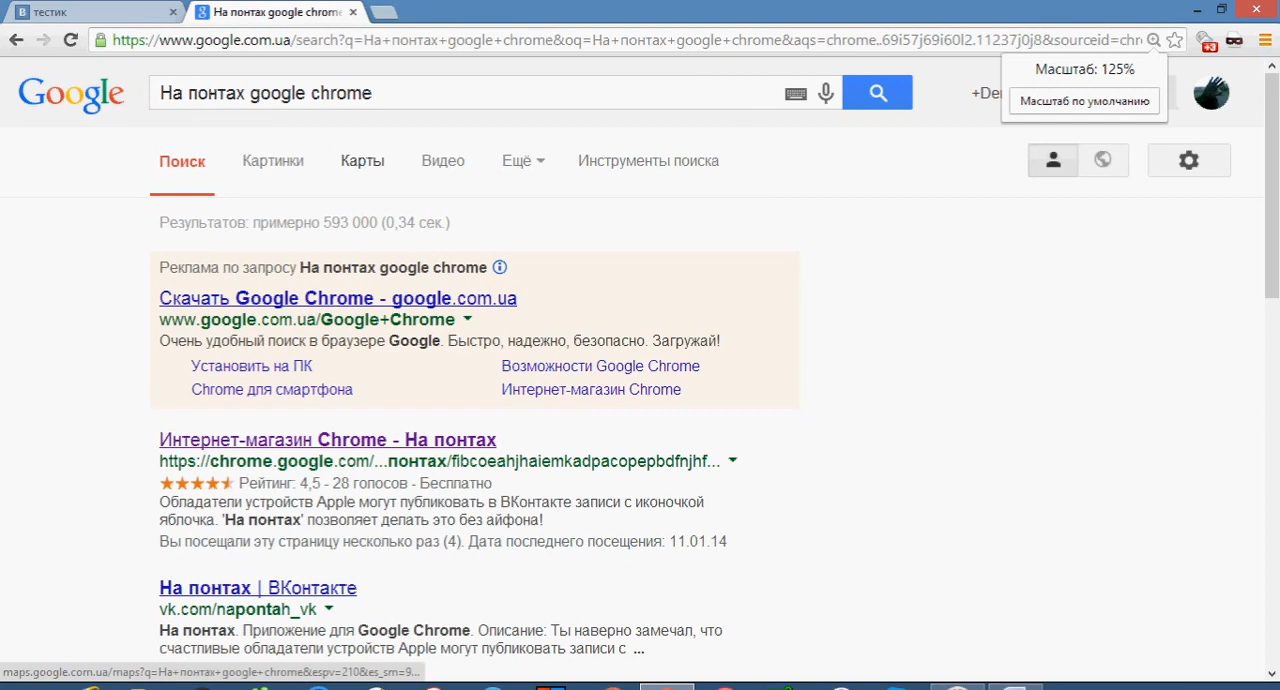 тестик
На понтах google chrome
https://www.google.com.ua/search?q=На+понтах+google+chrome&oq=На+понтах+google+chrome&aqs=chrome..69i57j69i60l2.11237j0j8&sourceid=chr
+3
Масштаб: 125%
Масштаб по умолчанию
Google
На понтах google chrome
+Der
Поиск
Картинки
Карты
Видео
Ещё
Инструменты поиска
Результатов: примерно 593 000 (0,34 сек.)
Реклама по запросу На понтах google chrome
Скачать Google Chrome - google.com.ua
www.google.com.ua/Google+Chrome
Очень удобный поиск в браузере Google. Быстро, надежно, безопасно. Загружай!
Установить на ПК
Возможности Google Chrome
Chrome для смартфона
Интернет-магазин Chrome
Интернет-магазин Chrome - На понтах
https://chrome.google.com/...понтах/fibcoeahjhaiemkadpacopepbdfnjhf...
Рейтинг: 4,5 - 28 голосов - Бесплатно
Обладатели устройств Apple могут публиковать в ВКонтакте записи с иконочкой
яблочка. 'На понтах' позволяет делать это без айфона!
Вы посещали эту страницу несколько раз (4). Дата последнего посещения: 11.01.14
На понтах | ВКонтакте
vk.com/napontah_vk
На понтах. Приложение для Google Chrome. Описание: Ты наверно замечал, что
счастливые обладатели устройств Apple могут публиковать записи с ...
maps.google.com.ua/maps?q=На+понтах+google+chrome&espv=210&es_sm=9...